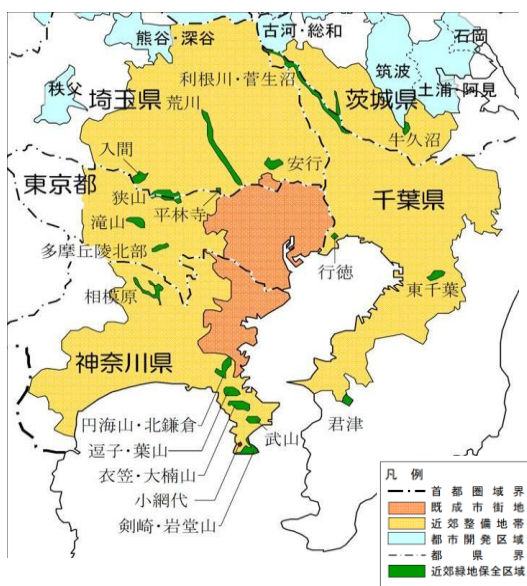 熊谷・深谷
古河・総和
石岡
利根川・菅生沼
筑波
秩父
埼玉県
茨城県
土浦・阿見
荒川
牛久沼
入間
安行
東京都
狭山
平林寺
千葉県
滝山
多摩丘陵北部
行徳
東千葉
相模原
神奈川県
円海山・北鎌倉
君津
武山
逗子・葉山
衣笠・大楠山
小網代
剣崎・岩堂山
凡例
首都圏域界
既成市街地
近郊整備地帯
都市開発区域
都県界
近郊緑地保全区域